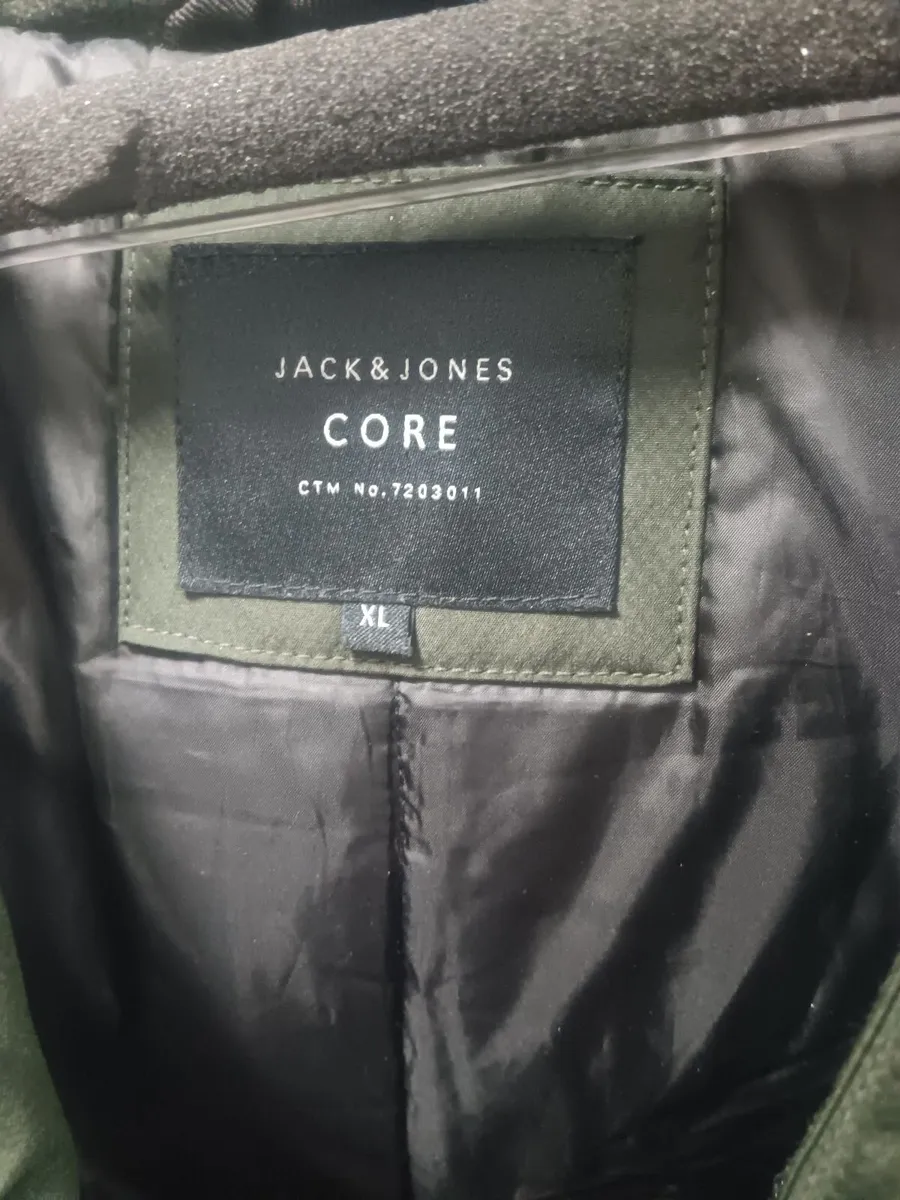 JACK&JONES
CORE
CTM No.7203011
XL